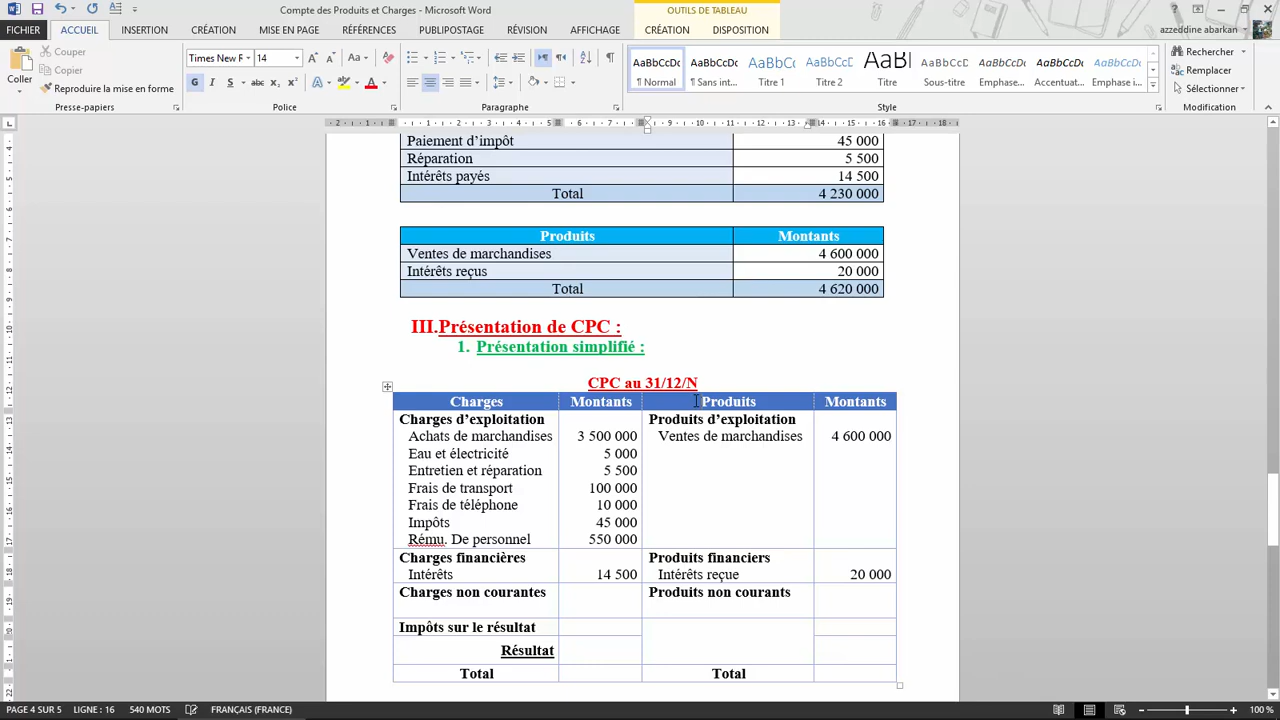 Compte des Produits et Charges - Microsoft Word
OUTILS DE TABLEAU
FICHIER ACCUEIL INSERTION CRÉATION MISE EN PAGE RÉFÉRENCES PUBLIPOSTAGE RÉVISION AFFICHAGE CRÉATION DISPOSITION azzeddine abarkan
Coller
Couper
Copier
Reproduire la mise en forme
Times New R 14
AaBbCcDc AaBbCcDc AaBbCc AaBbCcC AaBl AaBbCcC AaBbCcDc AaBbCcDc AaBbCcDc
¶ Normal ¶ Sans int... Titre 1 Titre 2 Titre Sous-titre Emphase... Accentuat... Emphase i...
Rechercher
Remplacer
Sélectionner
Presse-papiers Police Paragraphe Style Modification
Paiement d’impôt 45 000
Réparation 5 500
Intérêts payés 14 500
Total 4 230 000
Produits Montants
Ventes de marchandises 4 600 000
Intérêts reçus 20 000
Total 4 620 000
III.Présentation de CPC :
1. Présentation simplifié :
CPC au 31/12/N
Charges Montants Produits Montants
Charges d’exploitation Produits d’exploitation
Achats de marchandises 3 500 000 Ventes de marchandises 4 600 000
Eau et électricité 5 000
Entretien et réparation 5 500
Frais de transport 100 000
Frais de téléphone 10 000
Impôts 45 000
Rému. De personnel 550 000
Charges financières Produits financiers
Intérêts 14 500 Intérêts reçue 20 000
Charges non courantes Produits non courants
Impôts sur le résultat
Résultat
Total Total
PAGE 4 SUR 5 LIGNE : 16 540 MOTS FRANÇAIS (FRANCE) 100 %